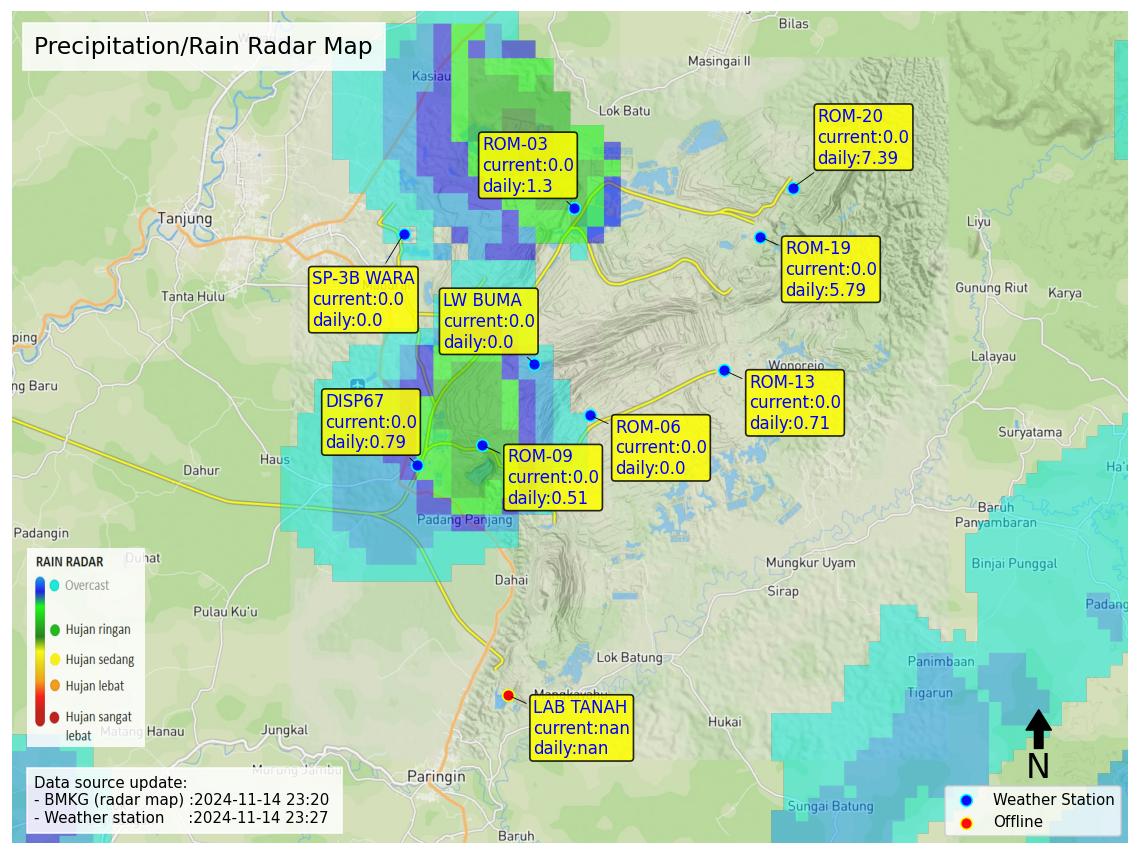 Precipitation/Rain Radar Map
Bilas
Masingai II
Kasiau
Lok Batu
ROM-20
current:0.0
daily:7.39
ROM-03
current:0.0
daily:1.3
Tanjung
Liyu
ROM-19
current:0.0
daily:5.79
SP-3B WARA
current:0.0
daily:0.0
Tanta Hulu
LW BUMA
current:0.0
daily:0.0
Gunung Riut
Karya
ping
Lalayau
Wonorejo
ng Baru
ROM-13
current:0.0
daily:0.71
DISP67
current:0.0
daily:0.79
ROM-06
current:0.0
daily:0.0
Suryatama
Haus
Dahur
ROM-09
current:0.0
daily:0.51
Ha'u
Baruh
Panyambaran
Padang Panjang
Padangin
Duhat
RAIN RADAR
Overcast
Hujan ringan
Hujan sedang
Hujan lebat
Hujan sangat
lebat
Mungkur Uyam
Binjai Punggal
Dahai
Sirap
Padang
Pulau Ku'u
Lok Batung
Panimbaan
Tigarun
Mangkayahu
LAB TANAH
current:nan
daily:nan
Hukai
Matang Hanau
Jungkal
Murung Jambu
Paringin
N
Data source update:
- BMKG (radar map) :2024-11-14 23:20
- Weather station :2024-11-14 23:27
Sungai Batung
Weather Station
Offline
Baruh